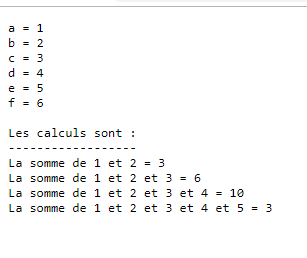 a = 1
b = 2
c = 3
d = 4
e = 5
f = 6
Les calculs sont :
------------------
La somme de 1 et 2 = 3
La somme de 1 et 2 et 3 = 6
La somme de 1 et 2 et 3 et 4 = 10
La somme de 1 et 2 et 3 et 4 et 5 = 3